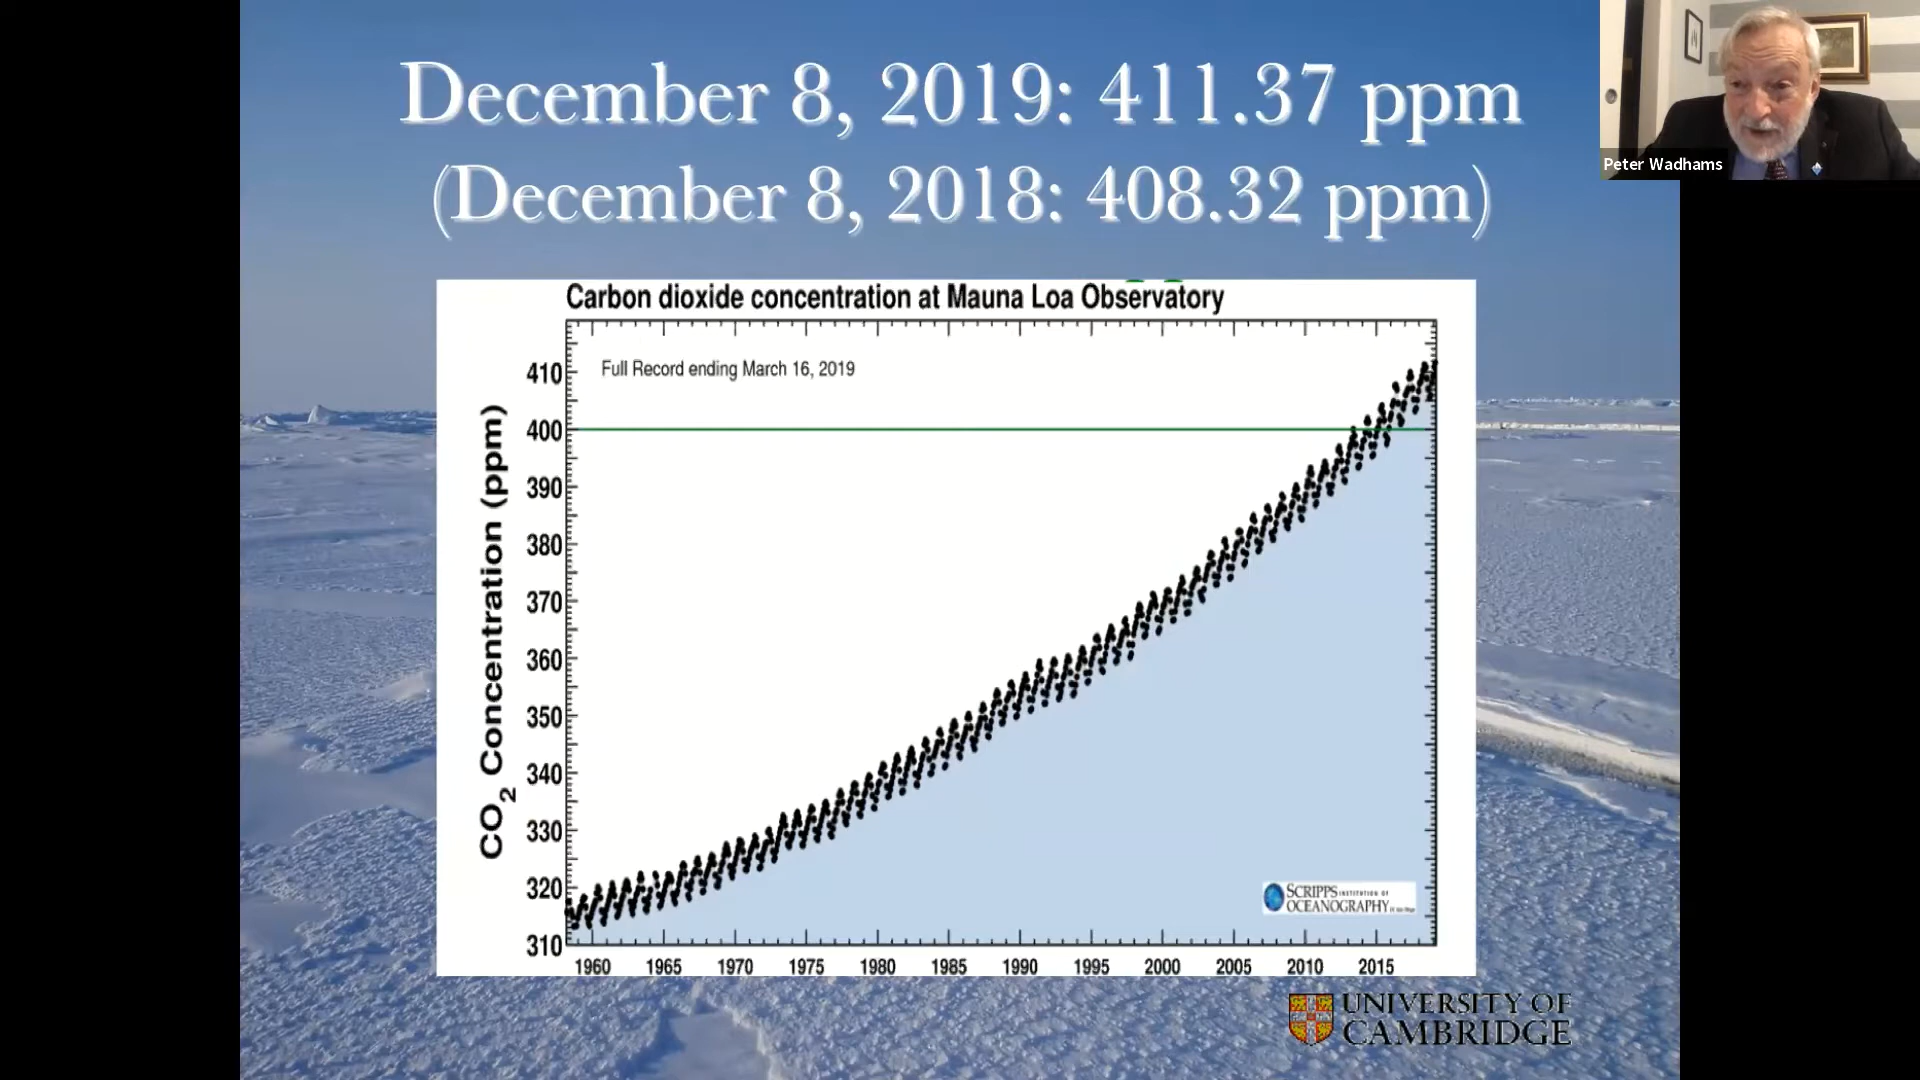 December 8, 2019: 411.37 ppm
(December 8, 2018: 408.32 ppm)
Peter Wadhams
Carbon dioxide concentration at Mauna Loa Observatory
Full Record ending March 16, 2019
CO2 Concentration (ppm)
410
400
390
380
370
360
350
340
330
320
310
1960 1965 1970 1975 1980 1985 1990 1995 2000 2005 2010 2015
SCRIPPS INSTITUTION OF
OCEANOGRAPHY
UNIVERSITY OF
CAMBRIDGE